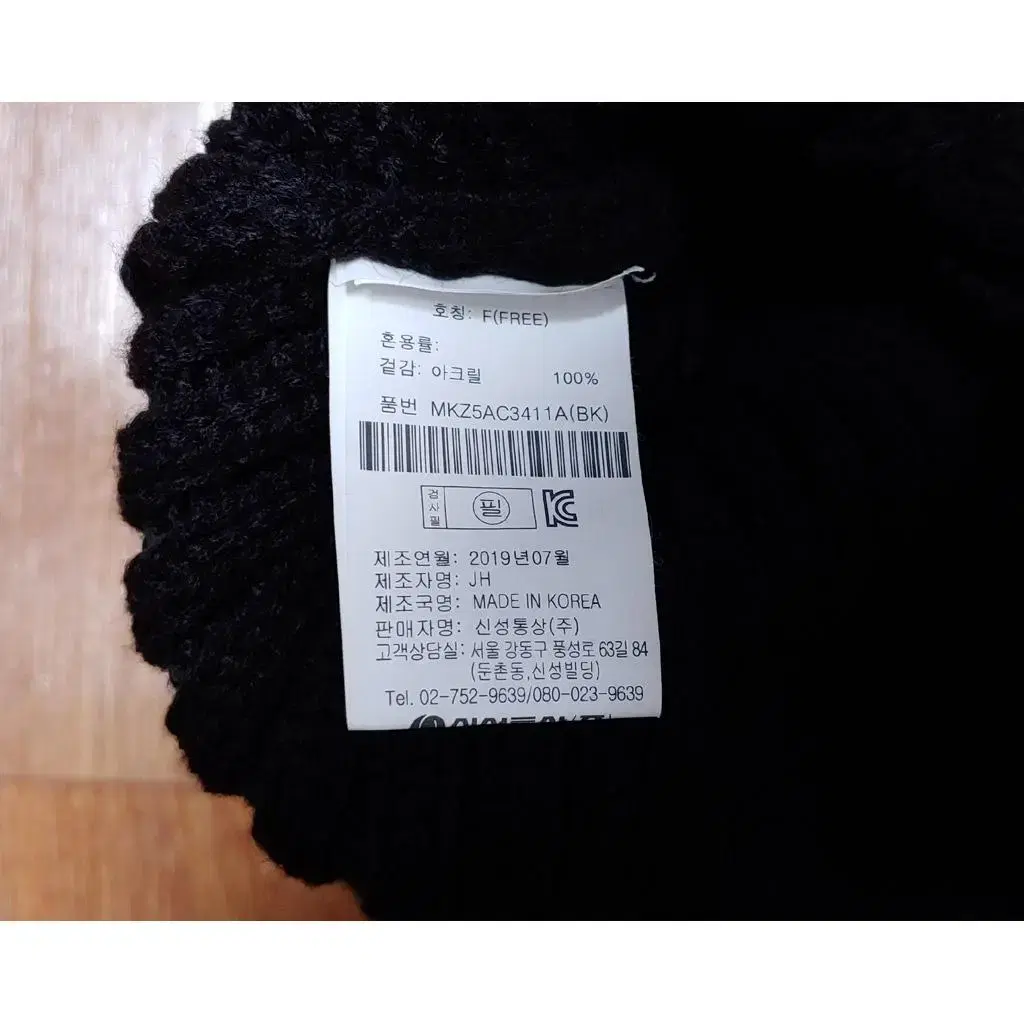 호칭: F(FREE)
혼용률:
겉감: 아크릴 100%
품번 MKZ5AC3411A(BK)
검사필 필 KC
제조연월: 2019년07월
제조자명: JH
제조국명: MADE IN KOREA
판매자명: 신성통상(주)
고객상담실: 서울 강동구 풍성로 63길 84
(둔촌동,신성빌딩)
Tel. 02-752-9639/080-023-9639